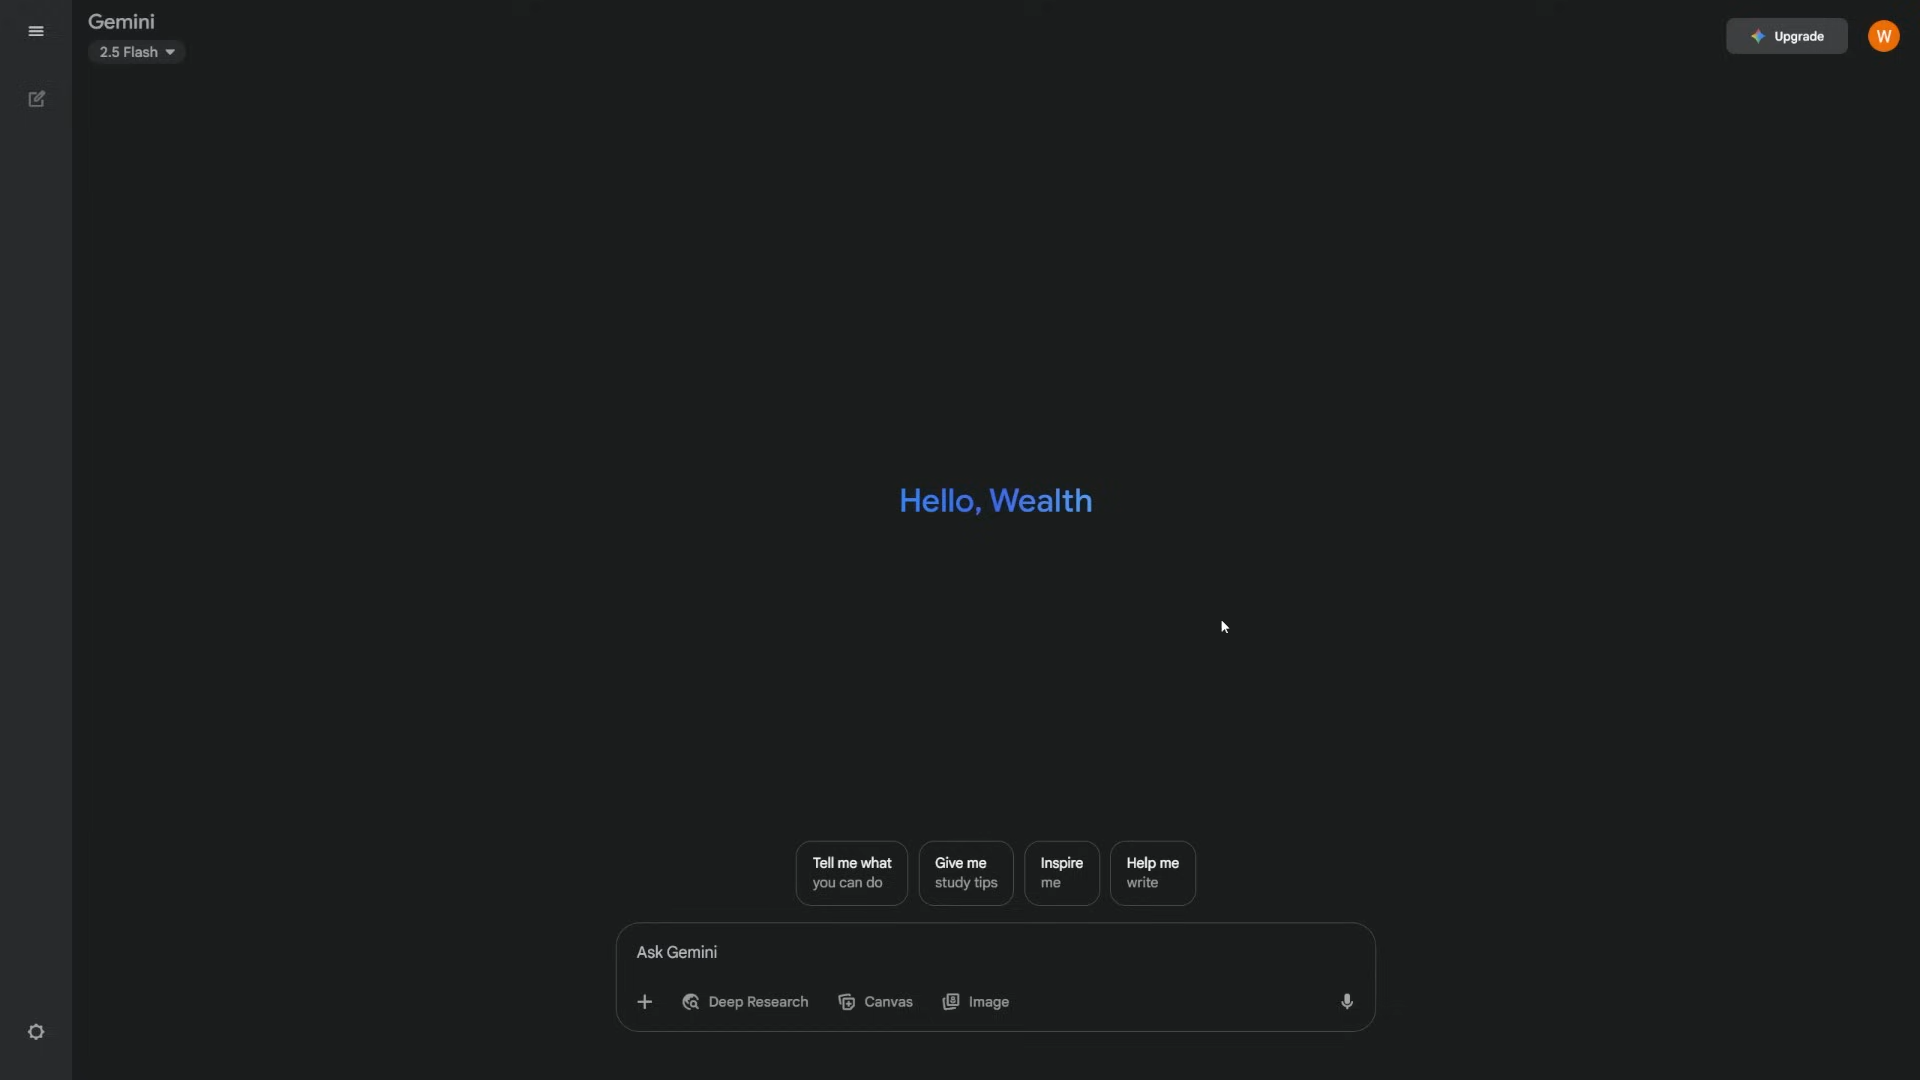 Gemini
2.5 Flash
Upgrade
W
Hello, Wealth
Tell me what
you can do
Give me
study tips
Inspire
me
Help me
write
Ask Gemini
Deep Research
Canvas
Image